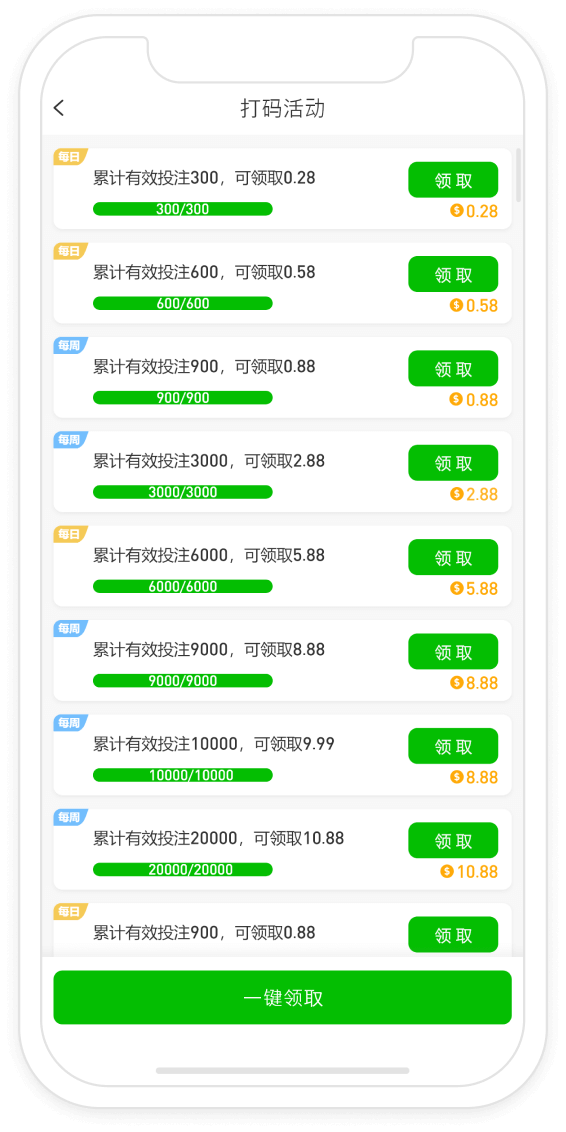 打码活动
每日
累计有效投注300，可领取0.28
领取
300/300
0.28
每日
累计有效投注600，可领取0.58
领取
600/600
0.58
每周
累计有效投注900，可领取0.88
领取
900/900
0.88
每周
累计有效投注3000，可领取2.88
领取
3000/3000
2.88
每日
累计有效投注6000，可领取5.88
领取
6000/6000
5.88
每周
累计有效投注9000，可领取8.88
领取
9000/9000
8.88
每周
累计有效投注10000，可领取9.99
领取
10000/10000
8.88
每周
累计有效投注20000，可领取10.88
领取
20000/20000
10.88
每日
累计有效投注900，可领取0.88
领取
一键领取